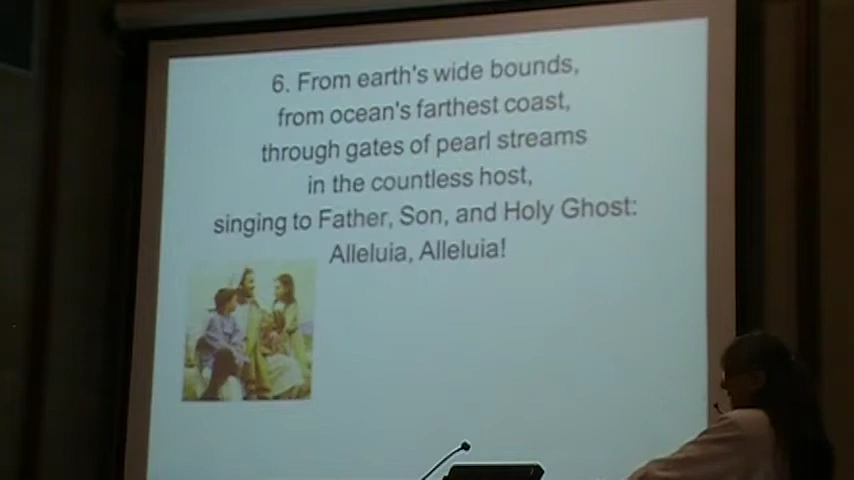 6. From earth's wide bounds,
from ocean's farthest coast,
through gates of pearl streams
in the countless host,
singing to Father, Son, and Holy Ghost:
Alleluia, Alleluia!